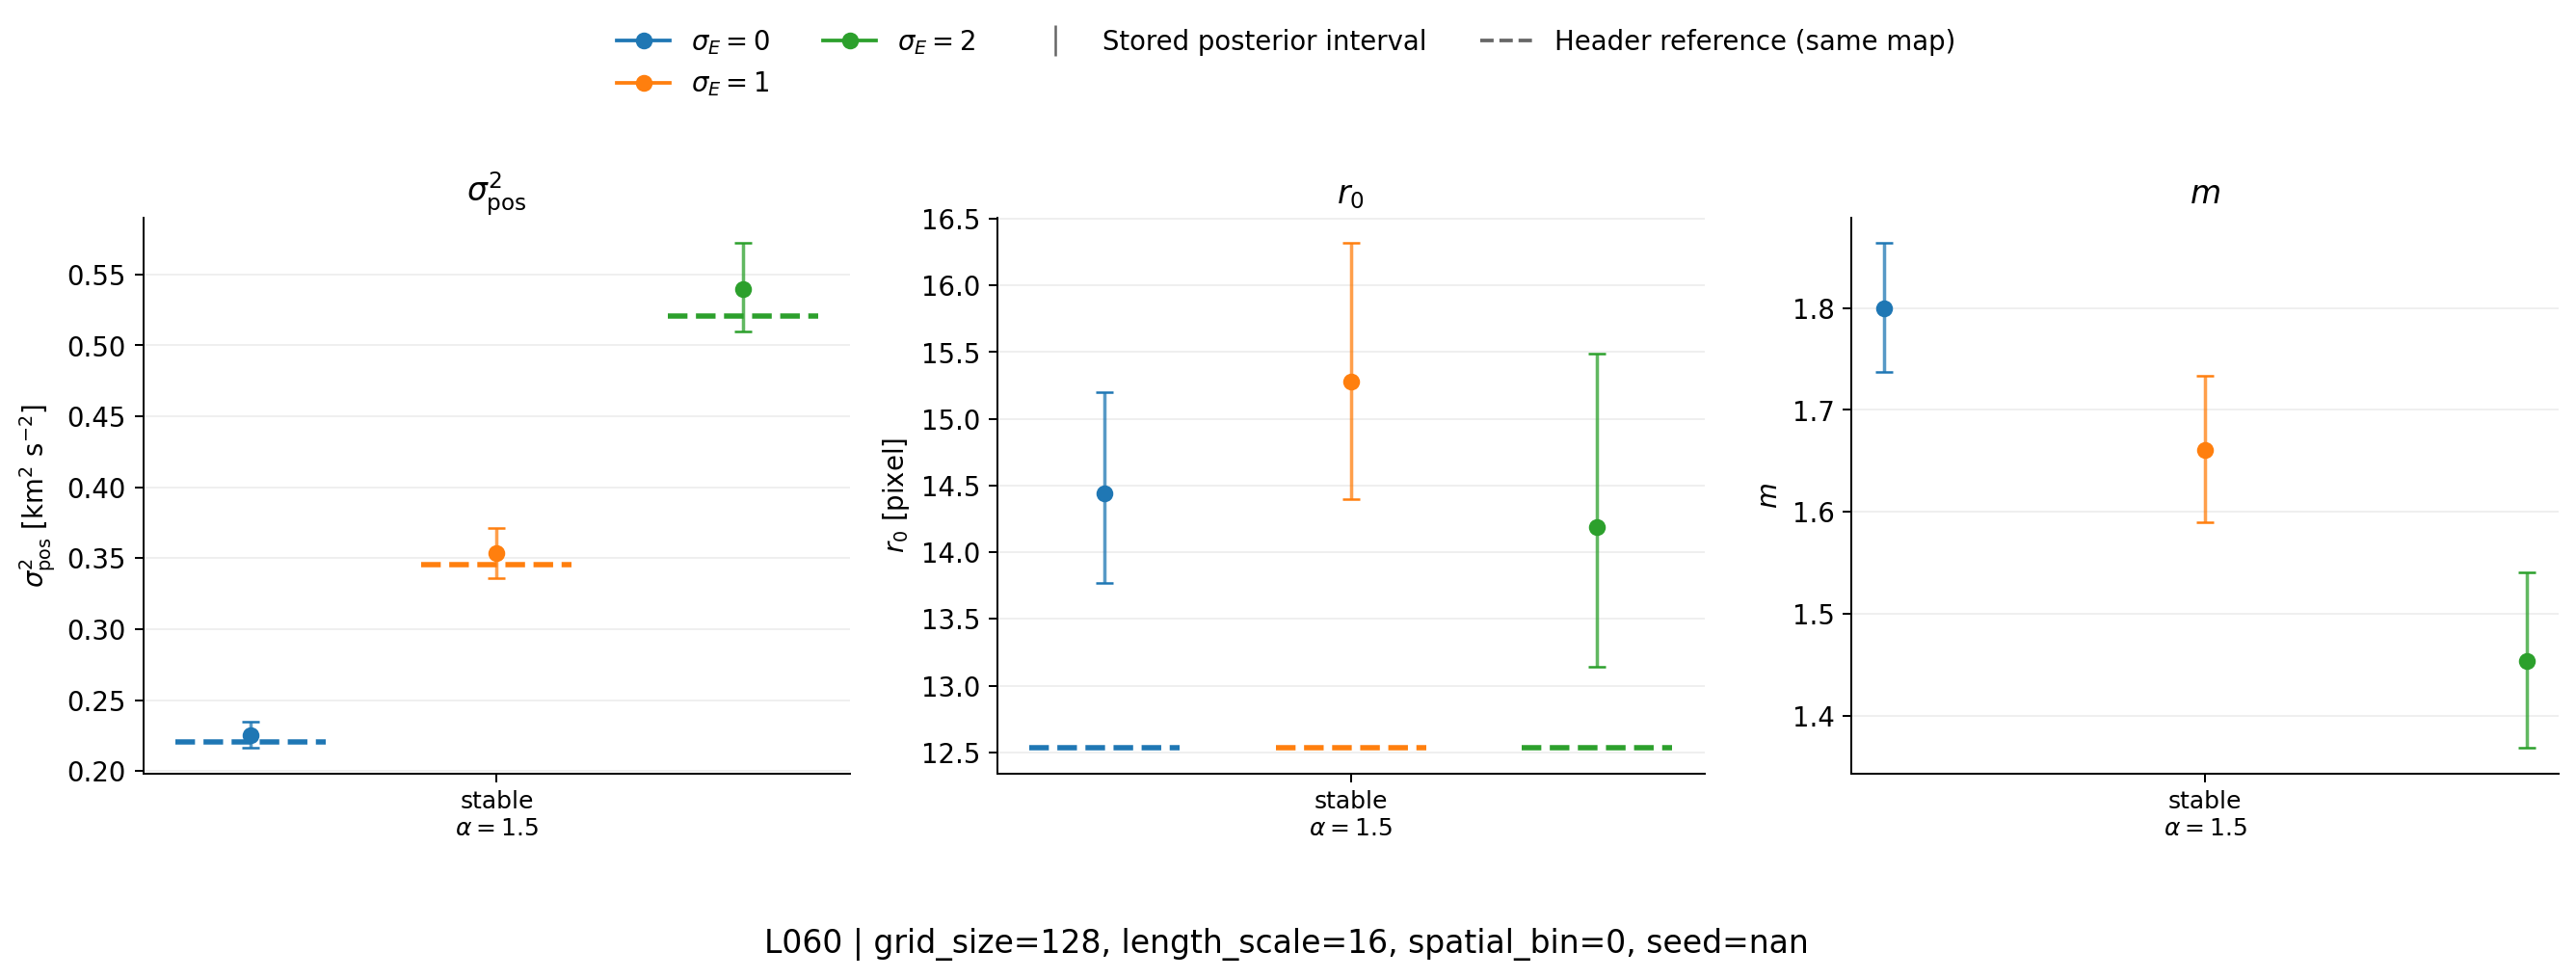 σ_E = 0
σ_E = 2
Stored posterior interval
Header reference (same map)
σ_E = 1
σ²_pos
r₀
m
σ²_pos [km² s⁻²]
0.55
0.50
0.45
0.40
0.35
0.30
0.25
0.20
stable
α = 1.5
r₀ [pixel]
16.5
16.0
15.5
15.0
14.5
14.0
13.5
13.0
12.5
stable
α = 1.5
m
1.8
1.7
1.6
1.5
1.4
stable
α = 1.5
L060 | grid_size=128, length_scale=16, spatial_bin=0, seed=nan